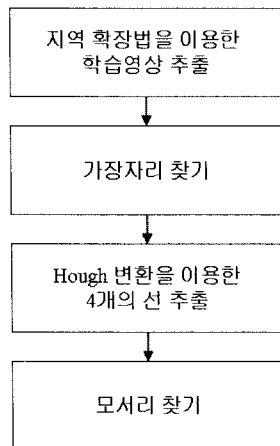 지역 확장법을 이용한
학습영상 추출
가장자리 찾기
Hough 변환을 이용한
4개의 선 추출
모서리 찾기